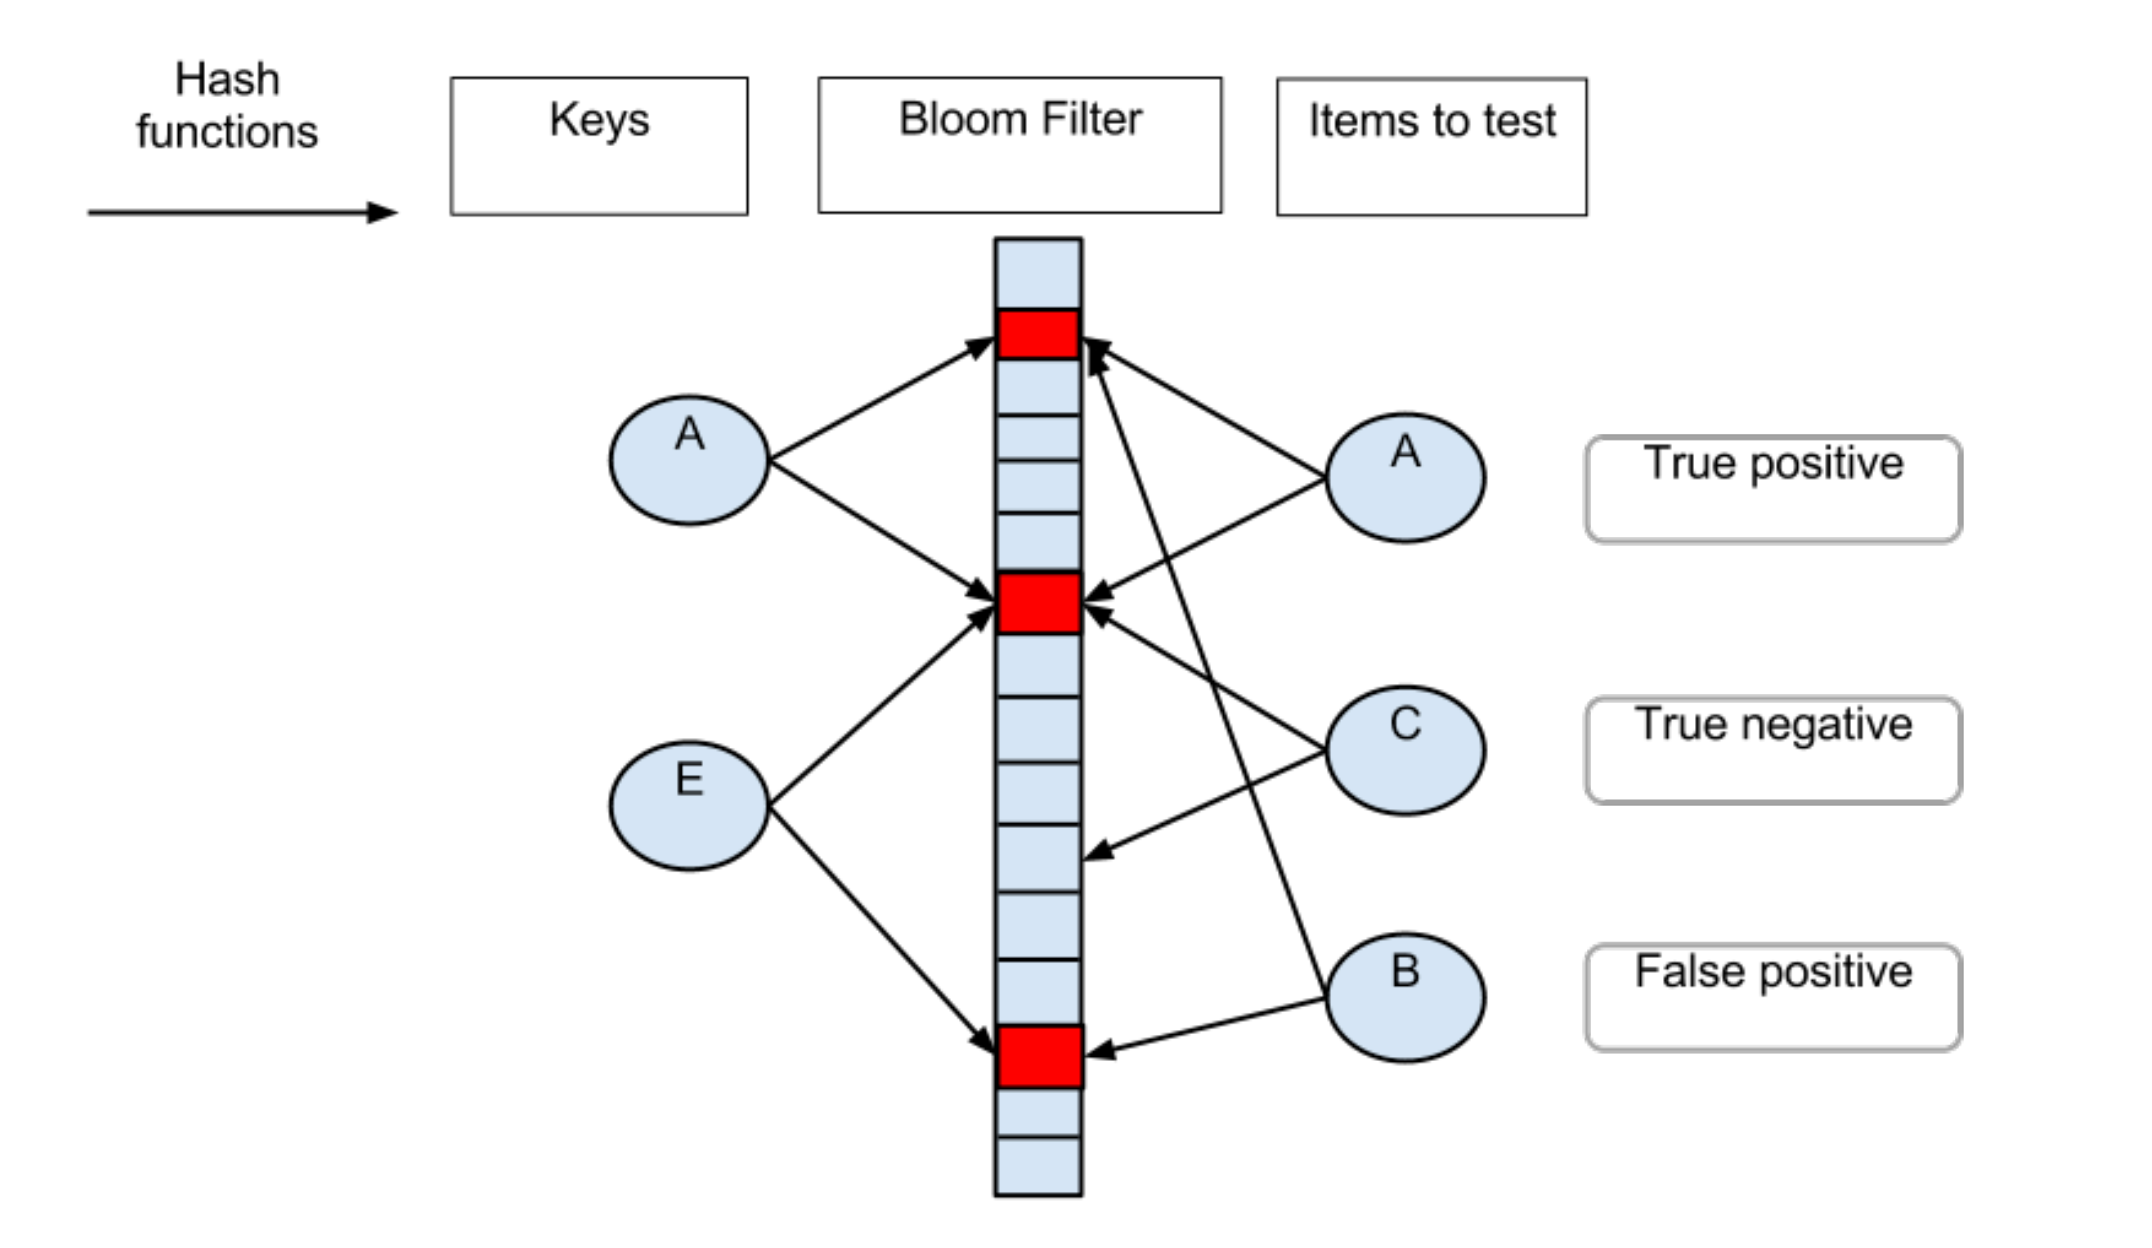 Hash
functions
Keys
Bloom Filter
Items to test
A
A
True positive
C
True negative
E
B
False positive